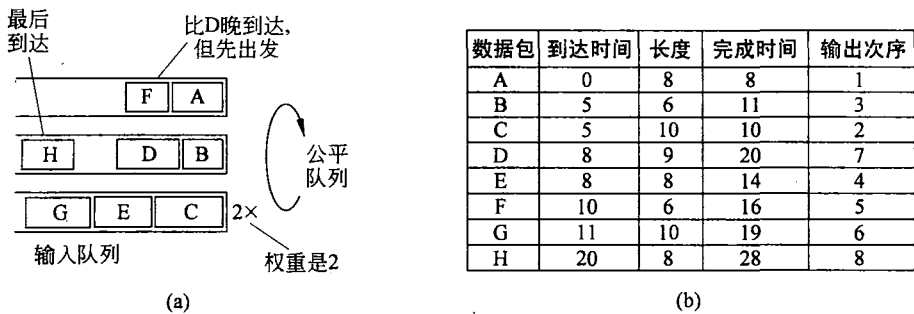 最后
到达
比D晚到达,
但先出发
F A
H D B
G E C 2×
公平
队列
输入队列
权重是2
(a)
数据包 到达时间 长度 完成时间 输出次序
A 0 8 8 1
B 5 6 11 3
C 5 10 10 2
D 8 9 20 7
E 8 8 14 4
F 10 6 16 5
G 11 10 19 6
H 20 8 28 8
(b)